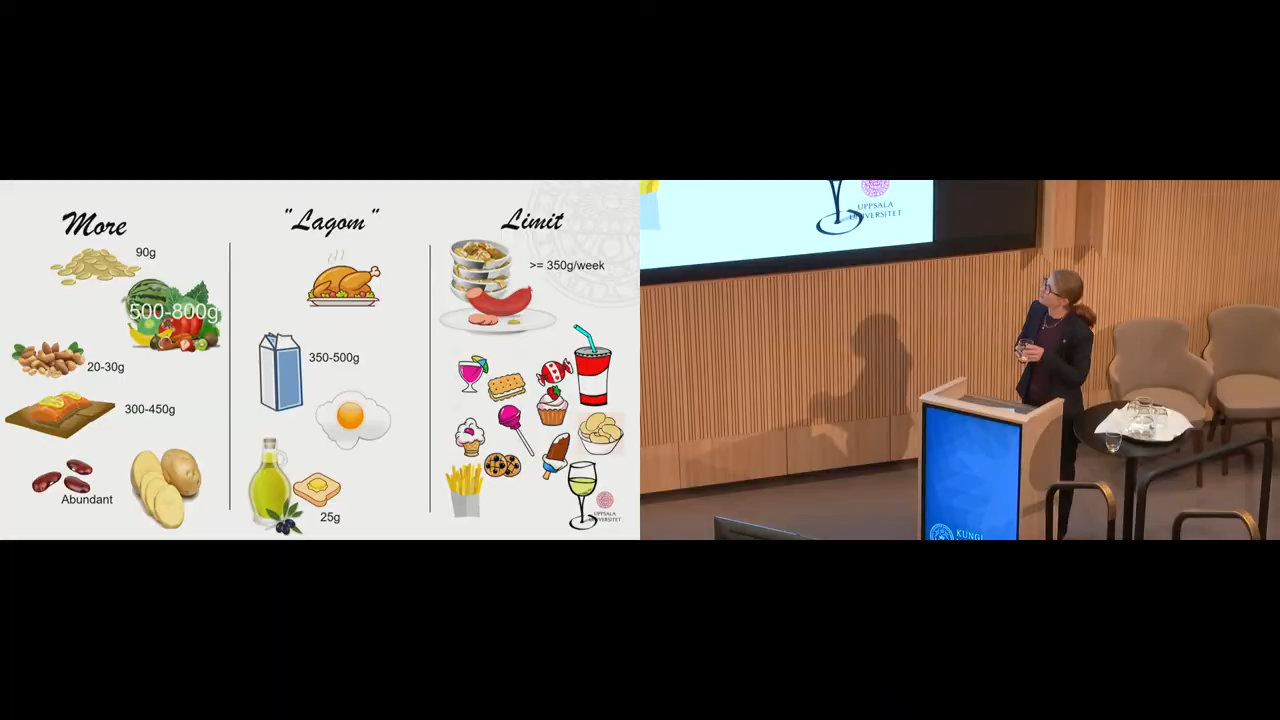 More
"Lagom"
Limit
90g
500-800g
20-30g
300-450g
Abundant
350-500g
25g
>= 350g/week
UPPSALA
UNIVERSITET
UPPSALA
UNIVERSITET
KUNGL